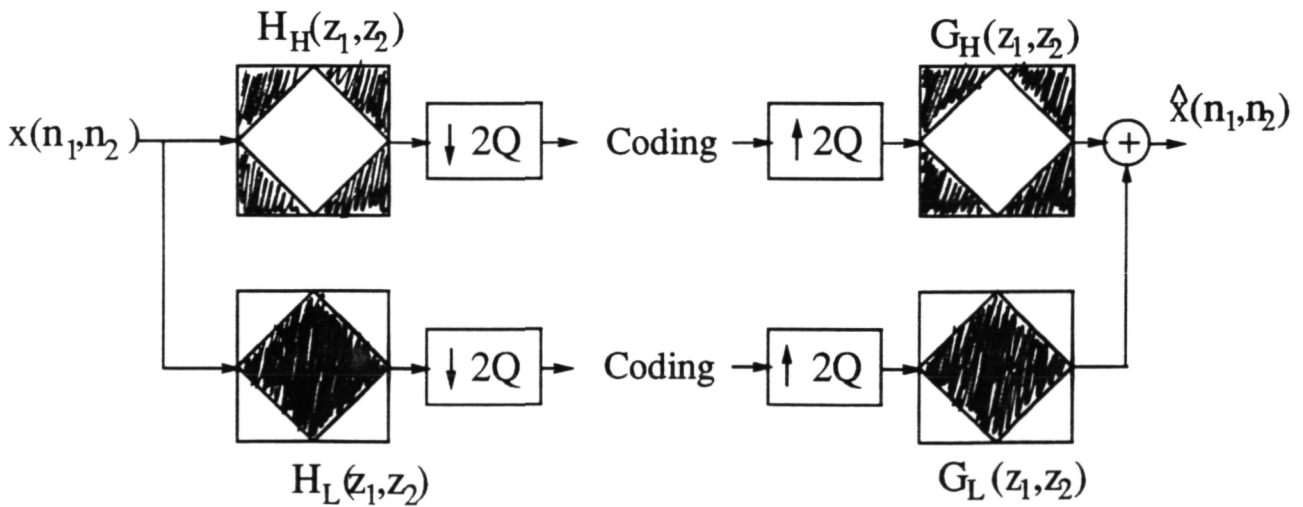 H_H(z_1,z_2)
G_H(z_1,z_2)
x(n_1,n_2)
↓ 2Q
Coding
↑ 2Q
+
x̂(n_1,n_2)
↓ 2Q
Coding
↑ 2Q
H_L(z_1,z_2)
G_L(z_1,z_2)